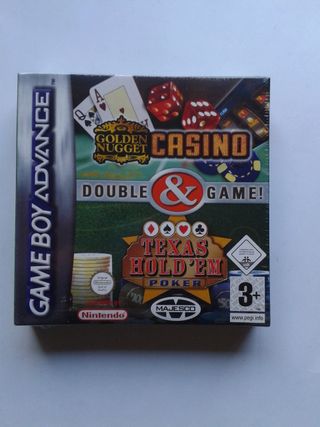 GAME BOY ADVANCE
GOLDEN
NUGGET
CASINO
DOUBLE & GAME!
TEXAS
HOLD'EM
POKER
Nintendo
MAJESCO
3+
www.pegi.info